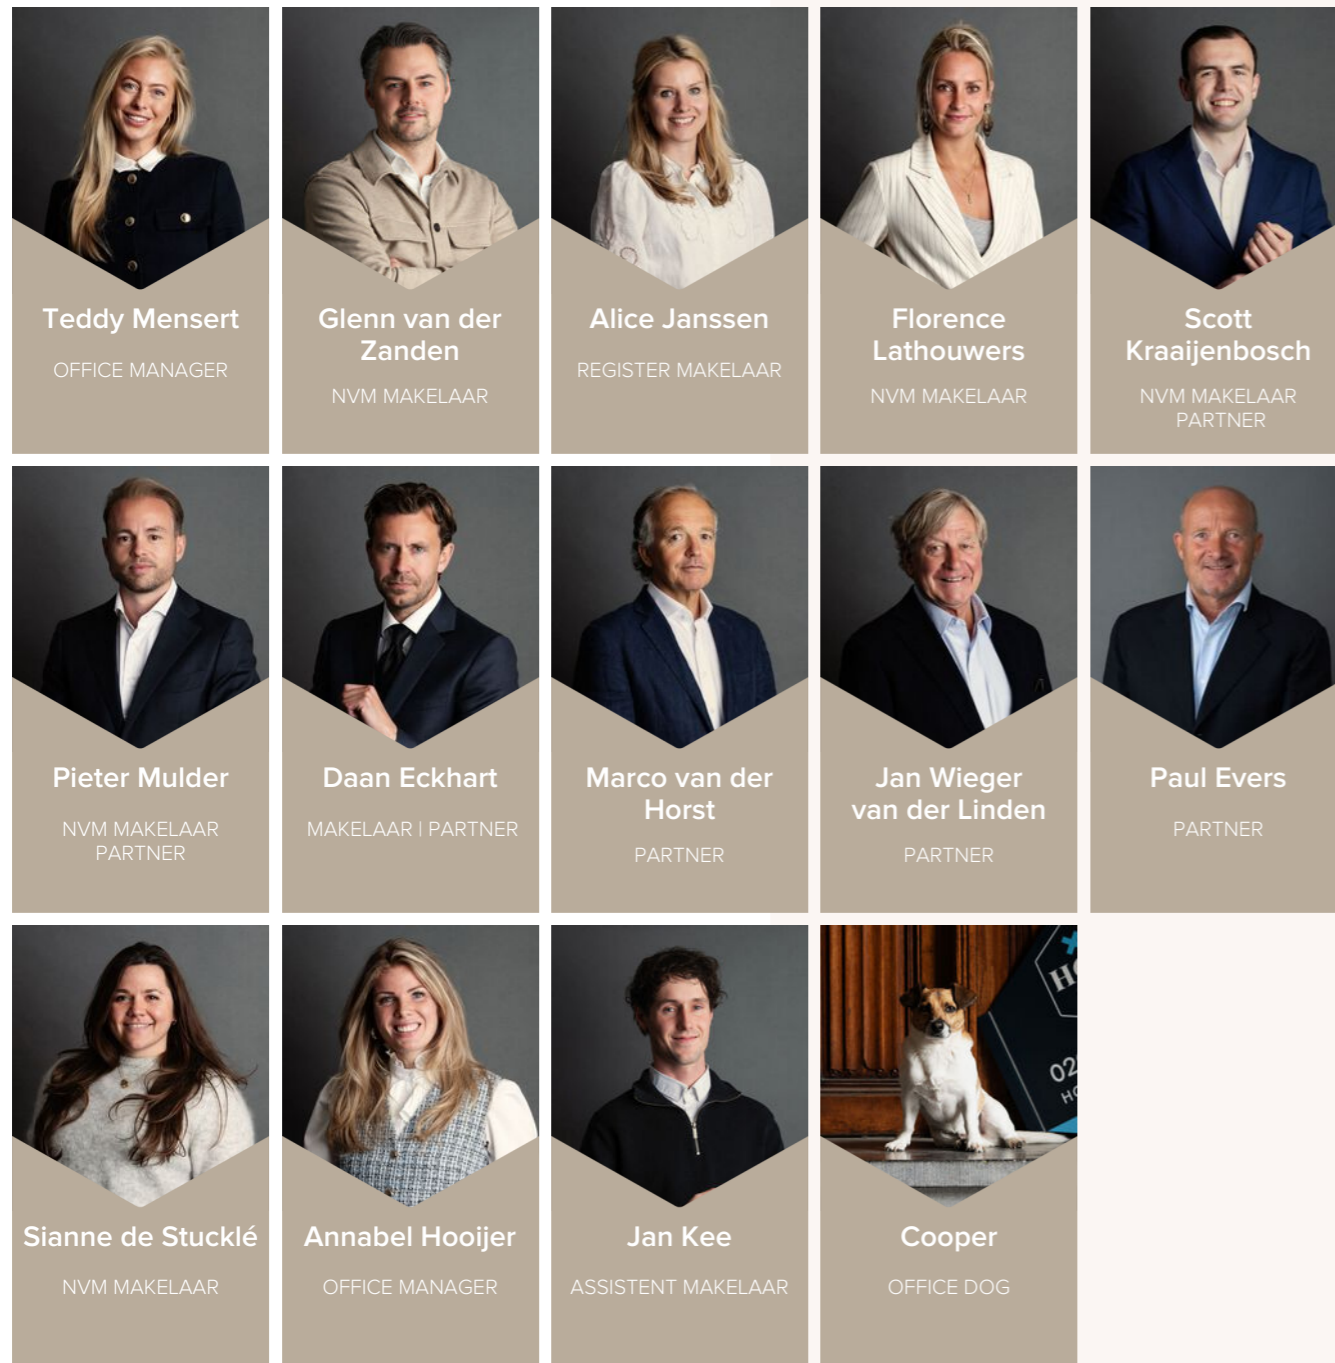 Teddy Mensert
OFFICE MANAGER
Glenn van der
Zanden
NVM MAKELAAR
Alice Janssen
REGISTER MAKELAAR
Florence
Lathouwers
NVM MAKELAAR
Scott
Kraaijenbosch
NVM MAKELAAR
PARTNER
Pieter Mulder
NVM MAKELAAR
PARTNER
Daan Eckhart
MAKELAAR | PARTNER
Marco van der
Horst
PARTNER
Jan Wieger
van der Linden
PARTNER
Paul Evers
PARTNER
Sianne de Stucklé
NVM MAKELAAR
Annabel Hooijer
OFFICE MANAGER
Jan Kee
ASSISTENT MAKELAAR
Cooper
OFFICE DOG